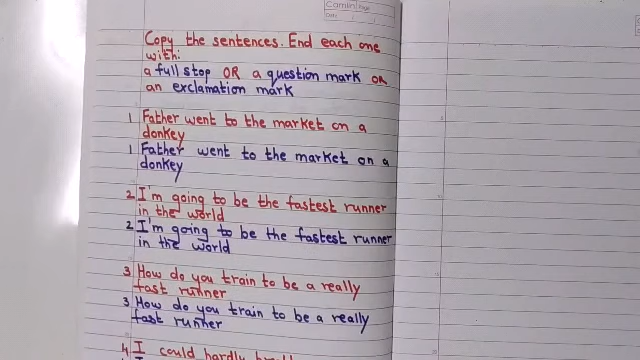 Camlin Page
Date
Copy the sentences. End each one
with:
a full stop OR a question mark OR
an exclamation mark
1 Father went to the market on a
donkey
1 Father went to the market on a
donkey
2 I'm going to be the fastest runner
in the world
2 I'm going to be the fastest runner
in the world
3 How do you train to be a really
fast runner
3 How do you train to be a really
fast runner
4 I could hardly